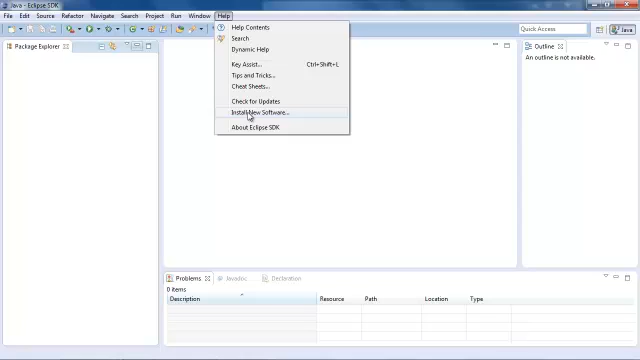 Java - Eclipse SDK
File Edit Source Refactor Navigate Search Project Run Window Help
Quick Access
Java
Package Explorer
Help Contents
Search
Dynamic Help
Key Assist... Ctrl+Shift+L
Tips and Tricks...
Cheat Sheets...
Check for Updates
Install New Software...
About Eclipse SDK
Outline
An outline is not available.
Problems Javadoc Declaration
0 items
Description Resource Path Location Type